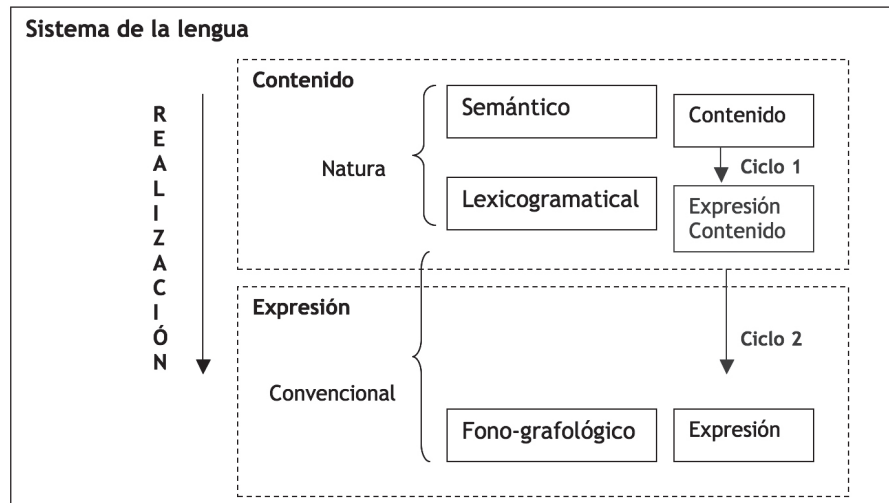 Sistema de la lengua
REALIZACIÓN
Contenido
Semántico
Contenido
Natura
Ciclo 1
Lexicogramatical
Expresión
Contenido
Expresión
Ciclo 2
Convencional
Fono-grafológico
Expresión